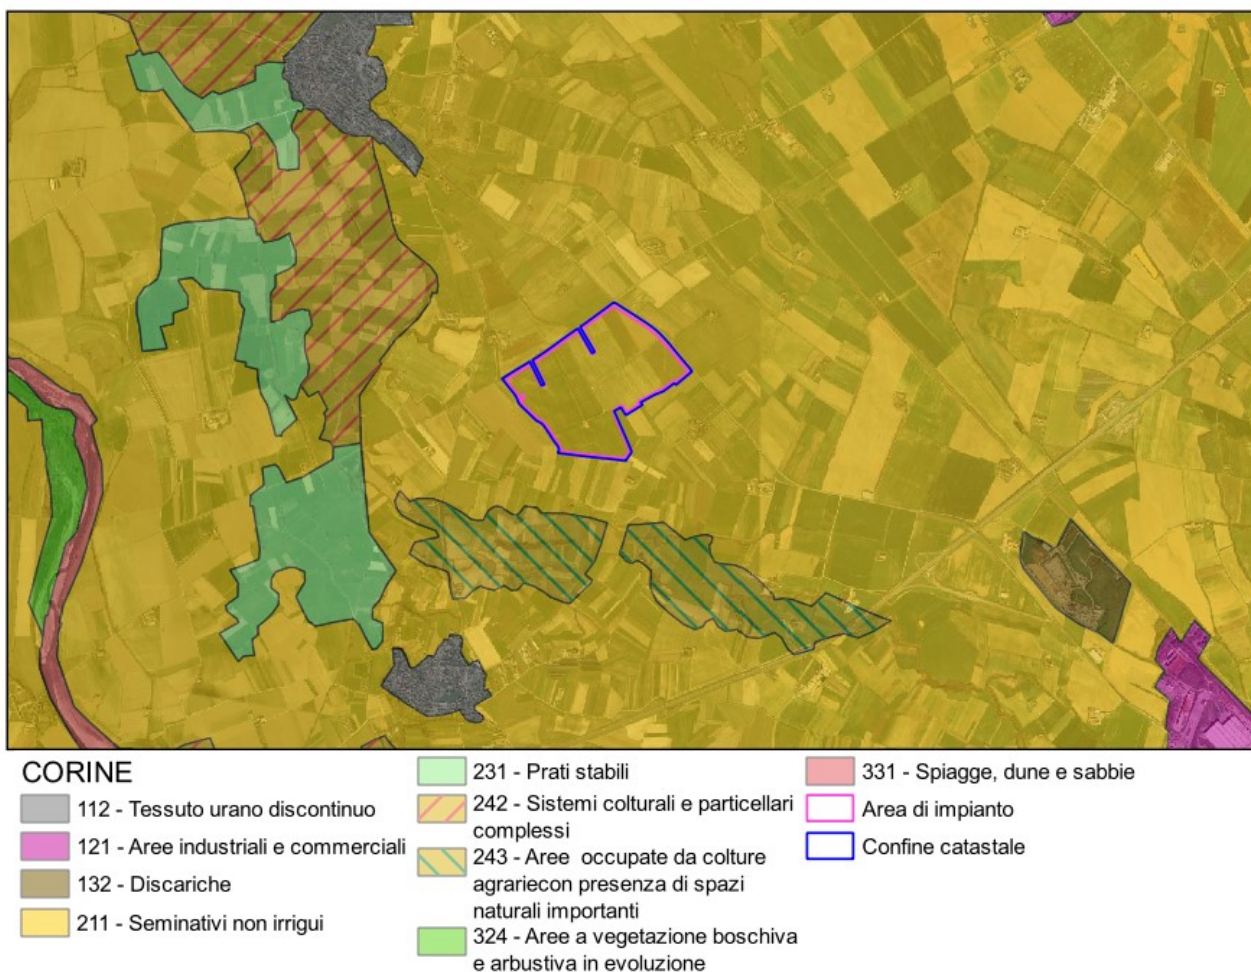 CORINE
112 - Tessuto urano discontinuo
121 - Aree industriali e commerciali
132 - Discariche
211 - Seminativi non irrigui
231 - Prati stabili
242 - Sistemi colturali e particellari
complessi
243 - Aree occupate da colture
agrariecon presenza di spazi
naturali importanti
324 - Aree a vegetazione boschiva
e arbustiva in evoluzione
331 - Spiagge, dune e sabbie
Area di impianto
Confine catastale